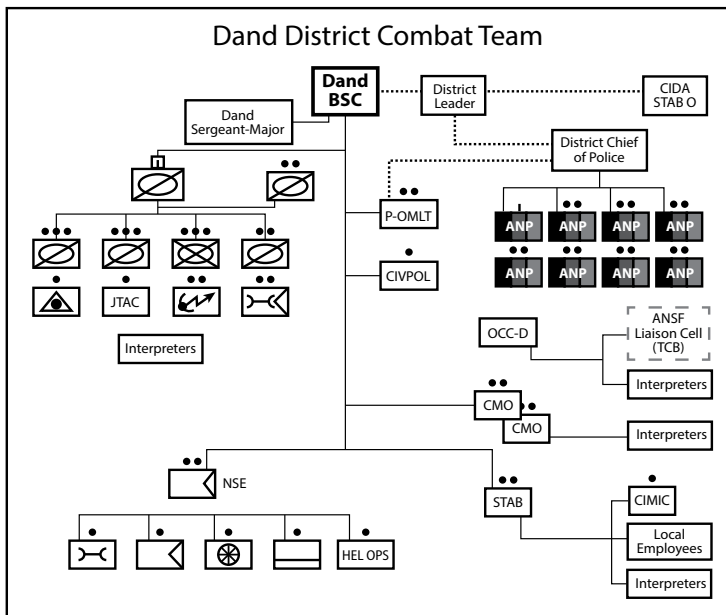 Dand District Combat Team
Dand
BSC
District
Leader
CIDA
STAB O
Dand
Sergeant-Major
District Chief
of Police
P-OMLT
ANP
ANP
ANP
ANP
CIVPOL
ANP
ANP
ANP
ANP
JTAC
Interpreters
OCC-D
ANSF
Liaison Cell
(TCB)
Interpreters
CMO
CMO
Interpreters
NSE
STAB
CIMIC
Local
Employees
Interpreters
HEL OPS